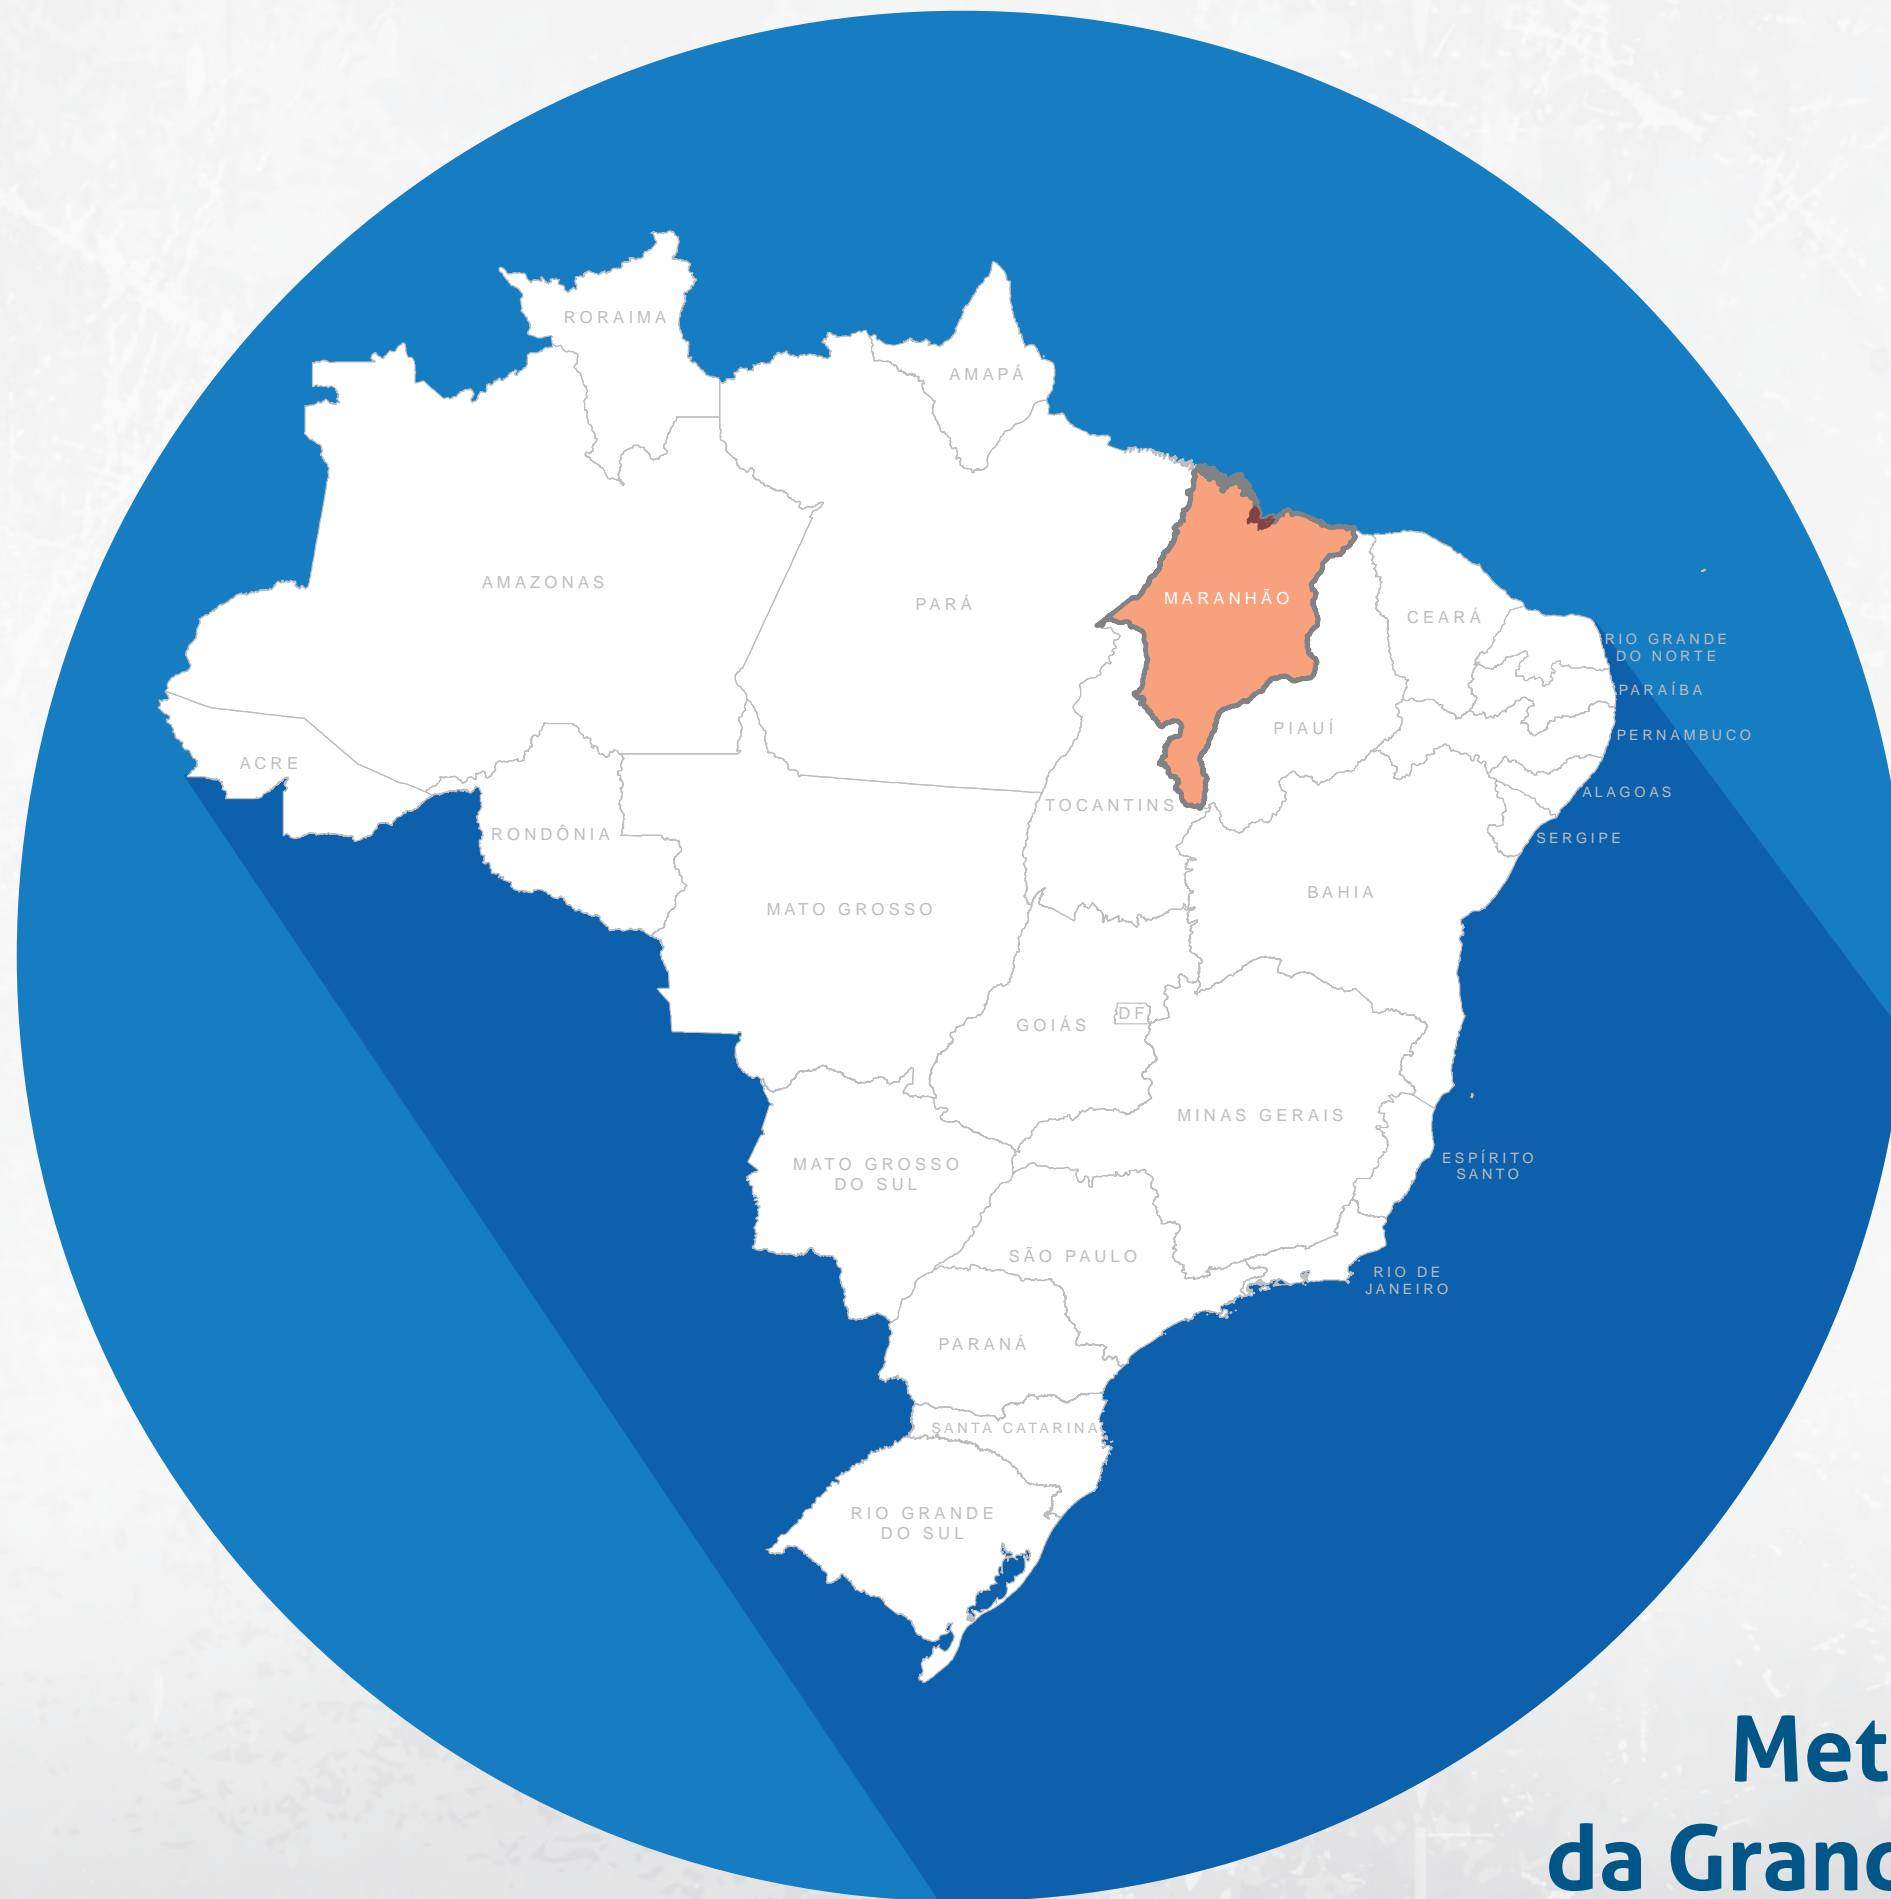 RORAIMA
AMAPÁ
AMAZONAS
PARÁ
MARANHÃO
CEARÁ
RIO GRANDE
DO NORTE
PARAÍBA
PERNAMBUCO
PIAUÍ
ACRE
ALAGOAS
TOCANTINS
RONDÔNIA
SERGIPE
BAHIA
MATO GROSSO
DF
GOIÁS
MINAS GERAIS
ESPÍRITO
SANTO
MATO GROSSO
DO SUL
SÃO PAULO
RIO DE
JANEIRO
PARANÁ
SANTA CATARINA
RIO GRANDE
DO SUL
Met
da Grand